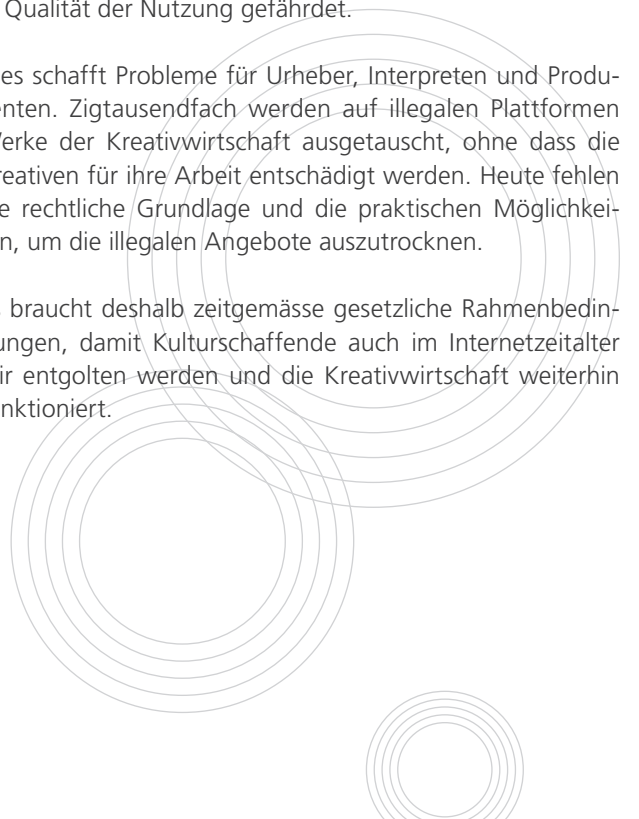 Qualität der Nutzung gefährdet.
es schafft Probleme für Urheber, Interpreten und Produ-
enten. Zigtausendfach werden auf illegalen Plattformen
erke der Kreativwirtschaft ausgetauscht, ohne dass die
reativen für ihre Arbeit entschädigt werden. Heute fehlen
e rechtliche Grundlage und die praktischen Möglichkei-
n, um die illegalen Angebote auszutrocknen.
braucht deshalb zeitgemässe gesetzliche Rahmenbedin-
ungen, damit Kulturschaffende auch im Internetzeitalter
ir entgolten werden und die Kreativwirtschaft weiterhin
nktioniert.